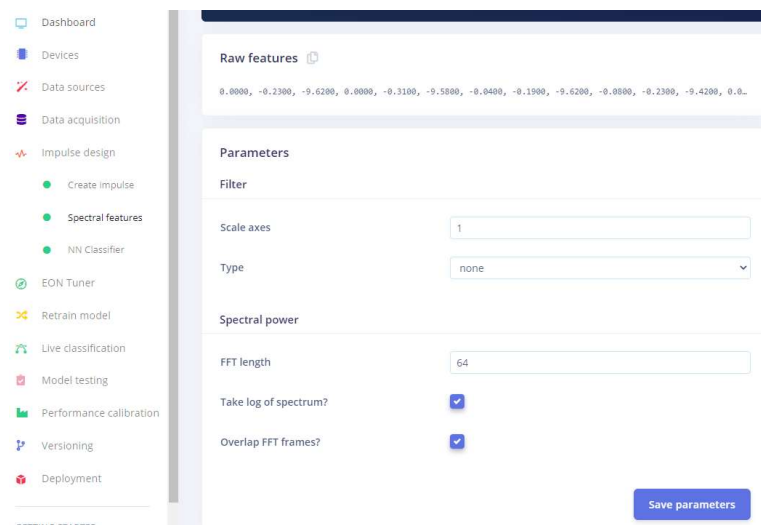 Dashboard
Devices
Data sources
Data acquisition
Impulse design
Create impulse
Spectral features
NN Classifier
EON Tuner
Retrain model
Live classification
Model testing
Performance calibration
Versioning
Deployment
Raw features
0.0000, -0.2300, -9.6200, 0.0000, -0.3100, -9.5800, -0.0400, -0.1900, -9.6200, -0.0800, -0.2300, -9.4200, 0.0…
Parameters
Filter
Scale axes 1
Type none
Spectral power
FFT length 64
Take log of spectrum?
Overlap FFT frames?
Save parameters